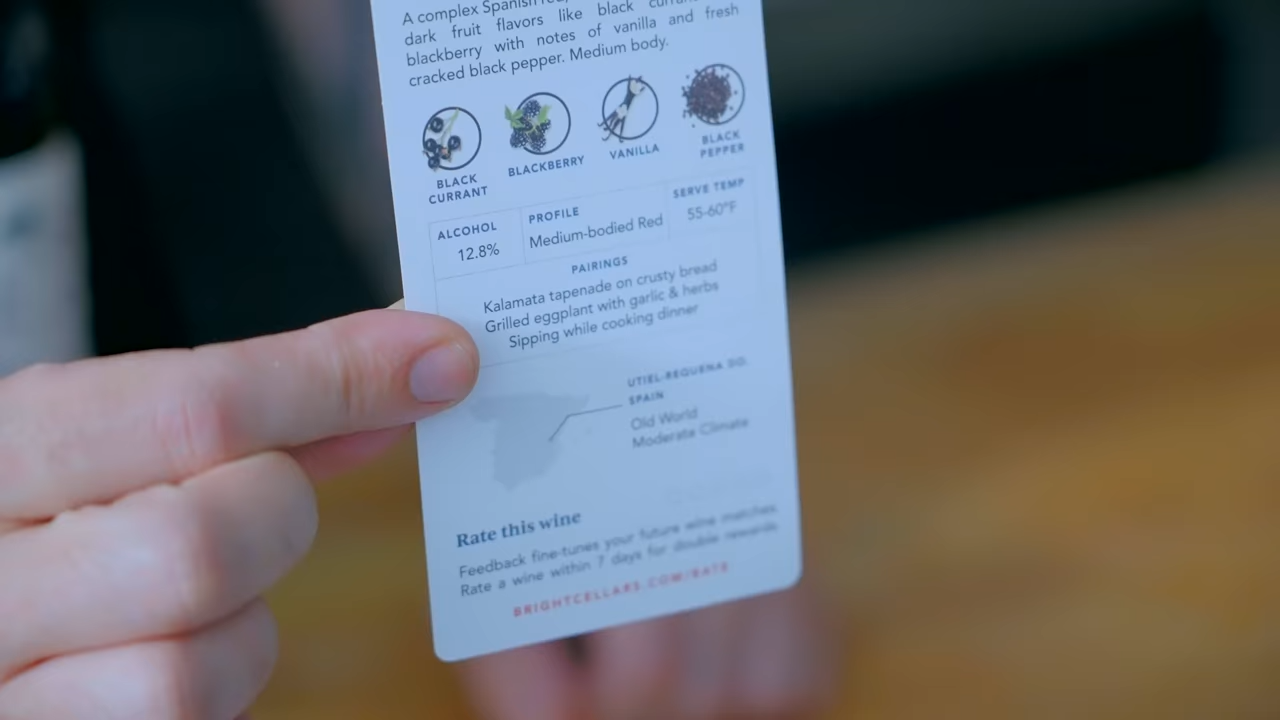 A complex Spanish red,
dark fruit flavors like black
blackberry with notes of vanilla and fresh
cracked black pepper. Medium body.
BLACK
CURRANT
BLACKBERRY
VANILLA
BLACK
PEPPER
ALCOHOL
12.8%
PROFILE
Medium-bodied Red
SERVE TEMP
55-60°F
PAIRINGS
Kalamata tapenade on crusty bread
Grilled eggplant with garlic & herbs
Sipping while cooking dinner
UTIEL-REQUENA DO,
SPAIN
Old World
Moderate Climate
Rate this wine
Feedback fine-tunes your future wine matches.
Rate a wine within 7 days for double rewards
BRIGHTCELLARS.COM/RATE